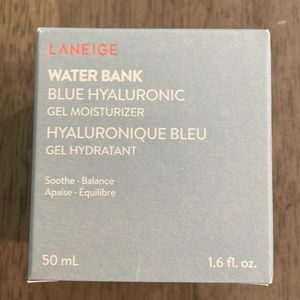 LANEIGE
WATER BANK
BLUE HYALURONIC
GEL MOISTURIZER
HYALURONIQUE BLEU
GEL HYDRATANT
Soothe · Balance
Apaise · Équilibre
50 mL 1.6 fl. oz.